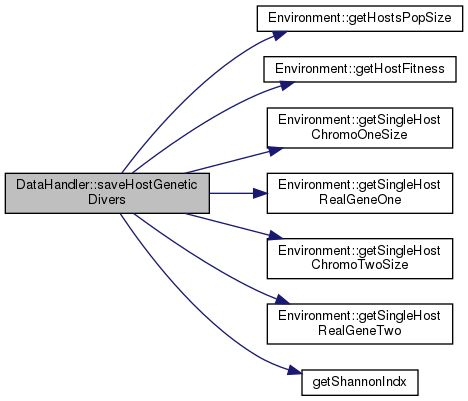 Environment::getHostsPopSize
Environment::getHostFitness
Environment::getSingleHost
ChromoOneSize
DataHandler::saveHostGenetic
Divers
Environment::getSingleHost
RealGeneOne
Environment::getSingleHost
ChromoTwoSize
Environment::getSingleHost
RealGeneTwo
getShannonIndx